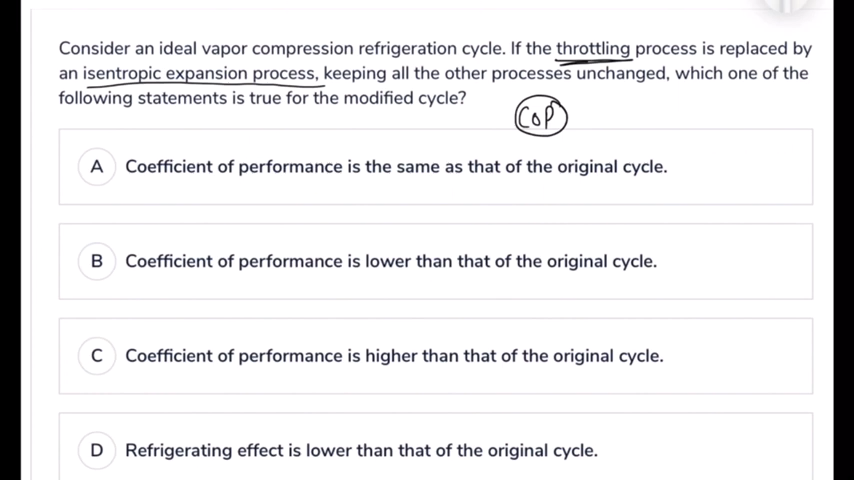 Consider an ideal vapor compression refrigeration cycle. If the throttling process is replaced by
an isentropic expansion process, keeping all the other processes unchanged, which one of the
following statements is true for the modified cycle?
COP
A Coefficient of performance is the same as that of the original cycle.
B Coefficient of performance is lower than that of the original cycle.
C Coefficient of performance is higher than that of the original cycle.
D Refrigerating effect is lower than that of the original cycle.